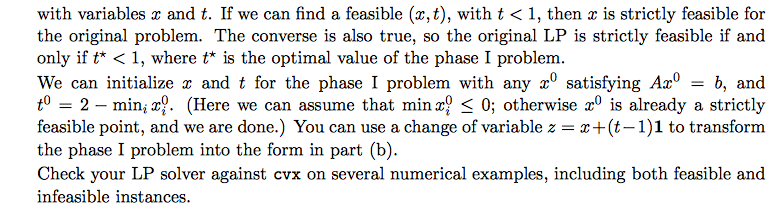 with variables x and t. If we can find a feasible (x, t), with t < 1, then x is strictly feasible for
the original problem. The converse is also true, so the original LP is strictly feasible if and
only if t⋆ < 1, where t⋆ is the optimal value of the phase I problem.
We can initialize x and t for the phase I problem with any x⁰ satisfying Ax⁰ = b, and
t⁰ = 2 − minᵢ xᵢ⁰. (Here we can assume that min xᵢ⁰ ≤ 0; otherwise x⁰ is already a strictly
feasible point, and we are done.) You can use a change of variable z = x+(t−1)1 to transform
the phase I problem into the form in part (b).
Check your LP solver against cvx on several numerical examples, including both feasible and
infeasible instances.